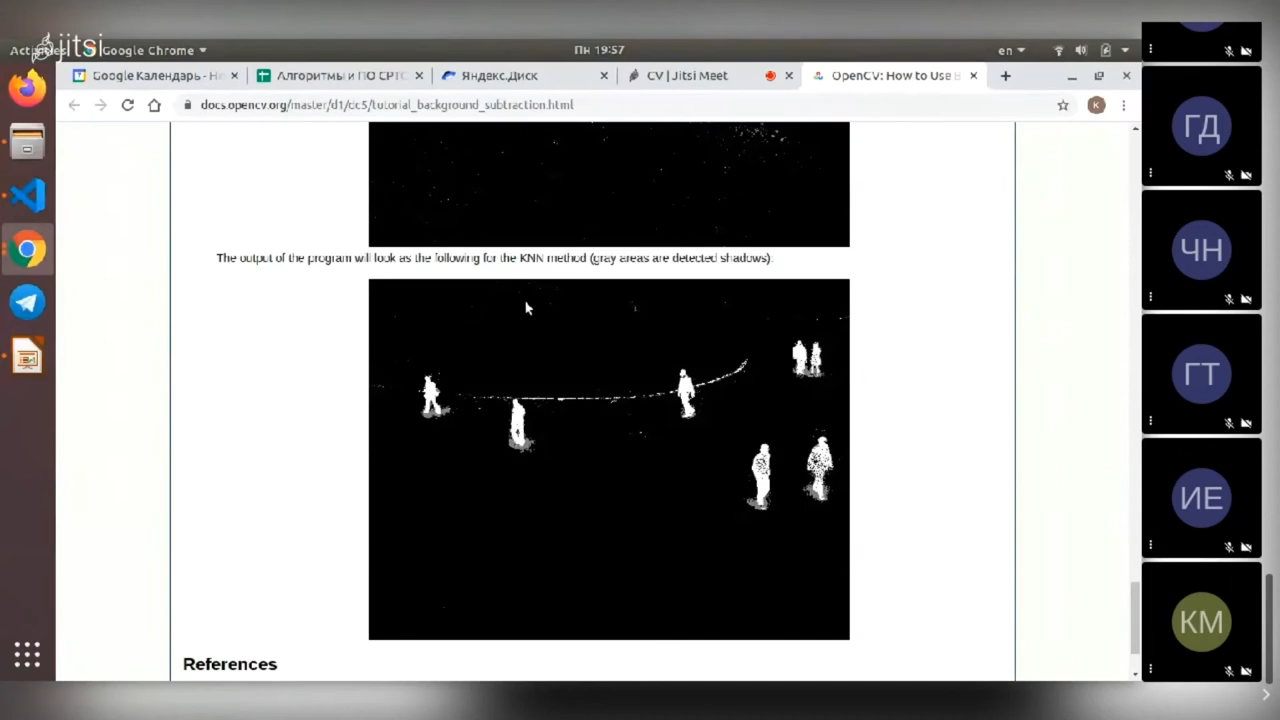 jitsi
Google Chrome
Пн 19:57
en
Google Календарь - Не
Алгоритмы и ПО СРТС
Яндекс.Диск
CV | Jitsi Meet
OpenCV: How to Use B
docs.opencv.org/master/d1/dc5/tutorial_background_subtraction.html
K
The output of the program will look as the following for the KNN method (gray areas are detected shadows):
References
ГД
ЧН
ГТ
ИЕ
КМ